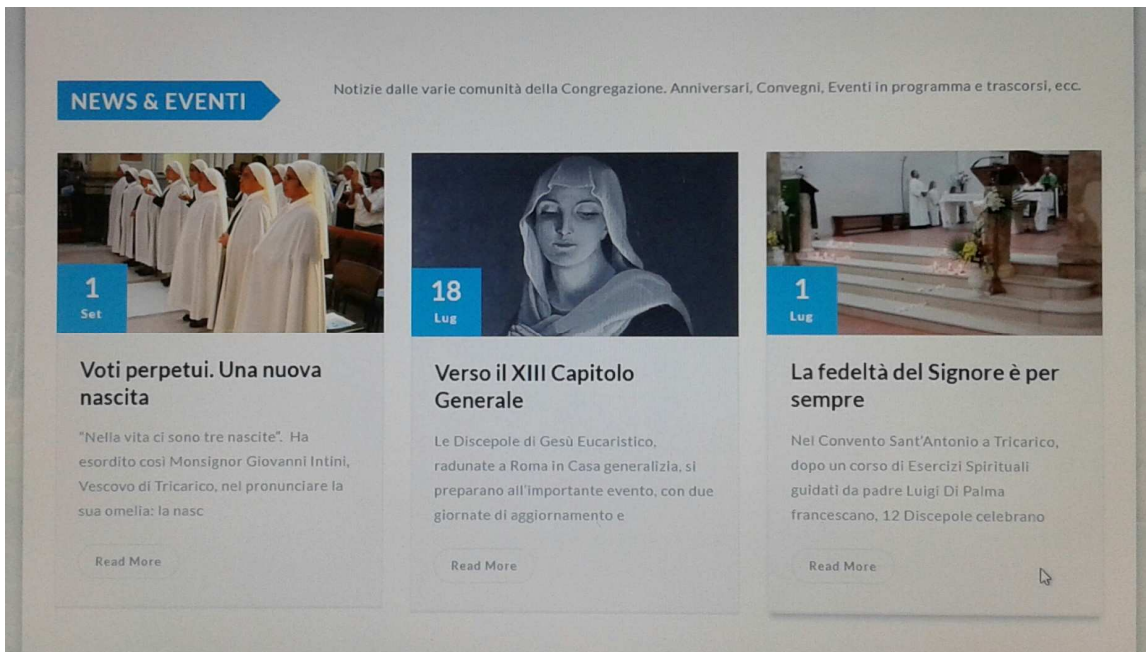 NEWS & EVENTI
Notizie dalle varie comunità della Congregazione. Anniversari, Convegni, Eventi in programma e trascorsi, ecc.
1
Set
Voti perpetui. Una nuova
nascita
“Nella vita ci sono tre nascite”. Ha
esordito così Monsignor Giovanni Intini,
Vescovo di Tricarico, nel pronunciare la
sua omelia: la nasc
Read More
18
Lug
Verso il XIII Capitolo
Generale
Le Discepole di Gesù Eucaristico,
radunate a Roma in Casa generalizia, si
preparano all'importante evento, con due
giornate di aggiornamento e
Read More
1
Lug
La fedeltà del Signore è per
sempre
Nel Convento Sant'Antonio a Tricarico,
dopo un corso di Esercizi Spirituali
guidati da padre Luigi Di Palma
francescano, 12 Discepole celebrano
Read More